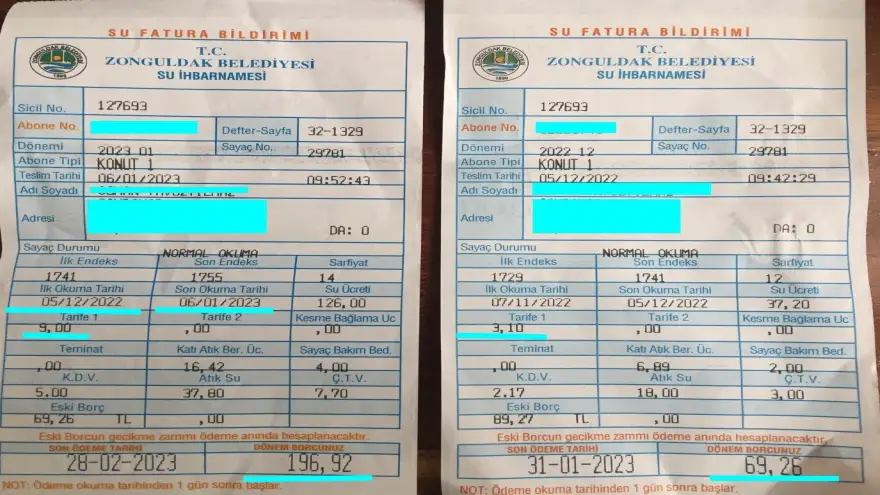 SU FATURA BİLDİRİMİ
T.C.
ZONGULDAK BELEDİYESİ
SU İHBARNAMESİ
Sicil No. 127693
Abone No. Defter-Sayfa 32-1329
Dönemi 2023 01 Sayaç No. 29781
Abone Tipi KONUT 1
Teslim Tarihi 06/01/2023 09:52:43
Adı Soyadı
Adresi DA: 0
Sayaç Durumu NORMAL OKUMA
İlk Endeks Son Endeks Sarfiyat
1741 1755 14
İlk Okuma Tarihi Son Okuma Tarihi Su Ücreti
05/12/2022 06/01/2023 126,00
Tarife 1 Tarife 2 Kesme Bağlama Uc
9,00 ,00 ,00
Teminat Katı Atık Ber. Üc. Sayaç Bakım Bed.
,00 16,42 4,00
K.D.V. Atık Su Ç.T.V.
5.00 37,80 7,70
Eski Borç
69,26 TL ,00
Eski Borcun gecikme zammı ödeme anında hesaplanacaktır.
SON ÖDEME TARİHİ DÖNEM BORCUNUZ
28-02-2023 196,92
NOT: Ödeme okuma tarihinden 1 gün sonra başlar.
SU FATURA BİLDİRİMİ
T.C.
ZONGULDAK BELEDİYESİ
SU İHBARNAMESİ
Sicil No. 127693
Abone No. Defter-Sayfa 32-1329
Dönemi 2022 12 Sayaç No. 29781
Abone Tipi KONUT 1
Teslim Tarihi 05/12/2022 09:42:29
Adı Soyadı
Adresi DA: 0
Sayaç Durumu NORMAL OKUMA
İlk Endeks Son Endeks Sarfiyat
1729 1741 12
İlk Okuma Tarihi Son Okuma Tarihi Su Ücreti
07/11/2022 05/12/2022 37,20
Tarife 1 Tarife 2 Kesme Bağlama Uc
3,10 ,00 ,00
Teminat Katı Atık Ber. Üc. Sayaç Bakım Bed.
,00 6,89 2,00
K.D.V. Atık Su Ç.T.V.
2.17 18,00 3,00
Eski Borç
89,27 TL ,00
Eski Borcun gecikme zammı ödeme anında hesaplanacaktır.
SON ÖDEME TARİHİ DÖNEM BORCUNUZ
31-01-2023 69,26
NOT: Ödeme okuma tarihinden 1 gün sonra başlar.